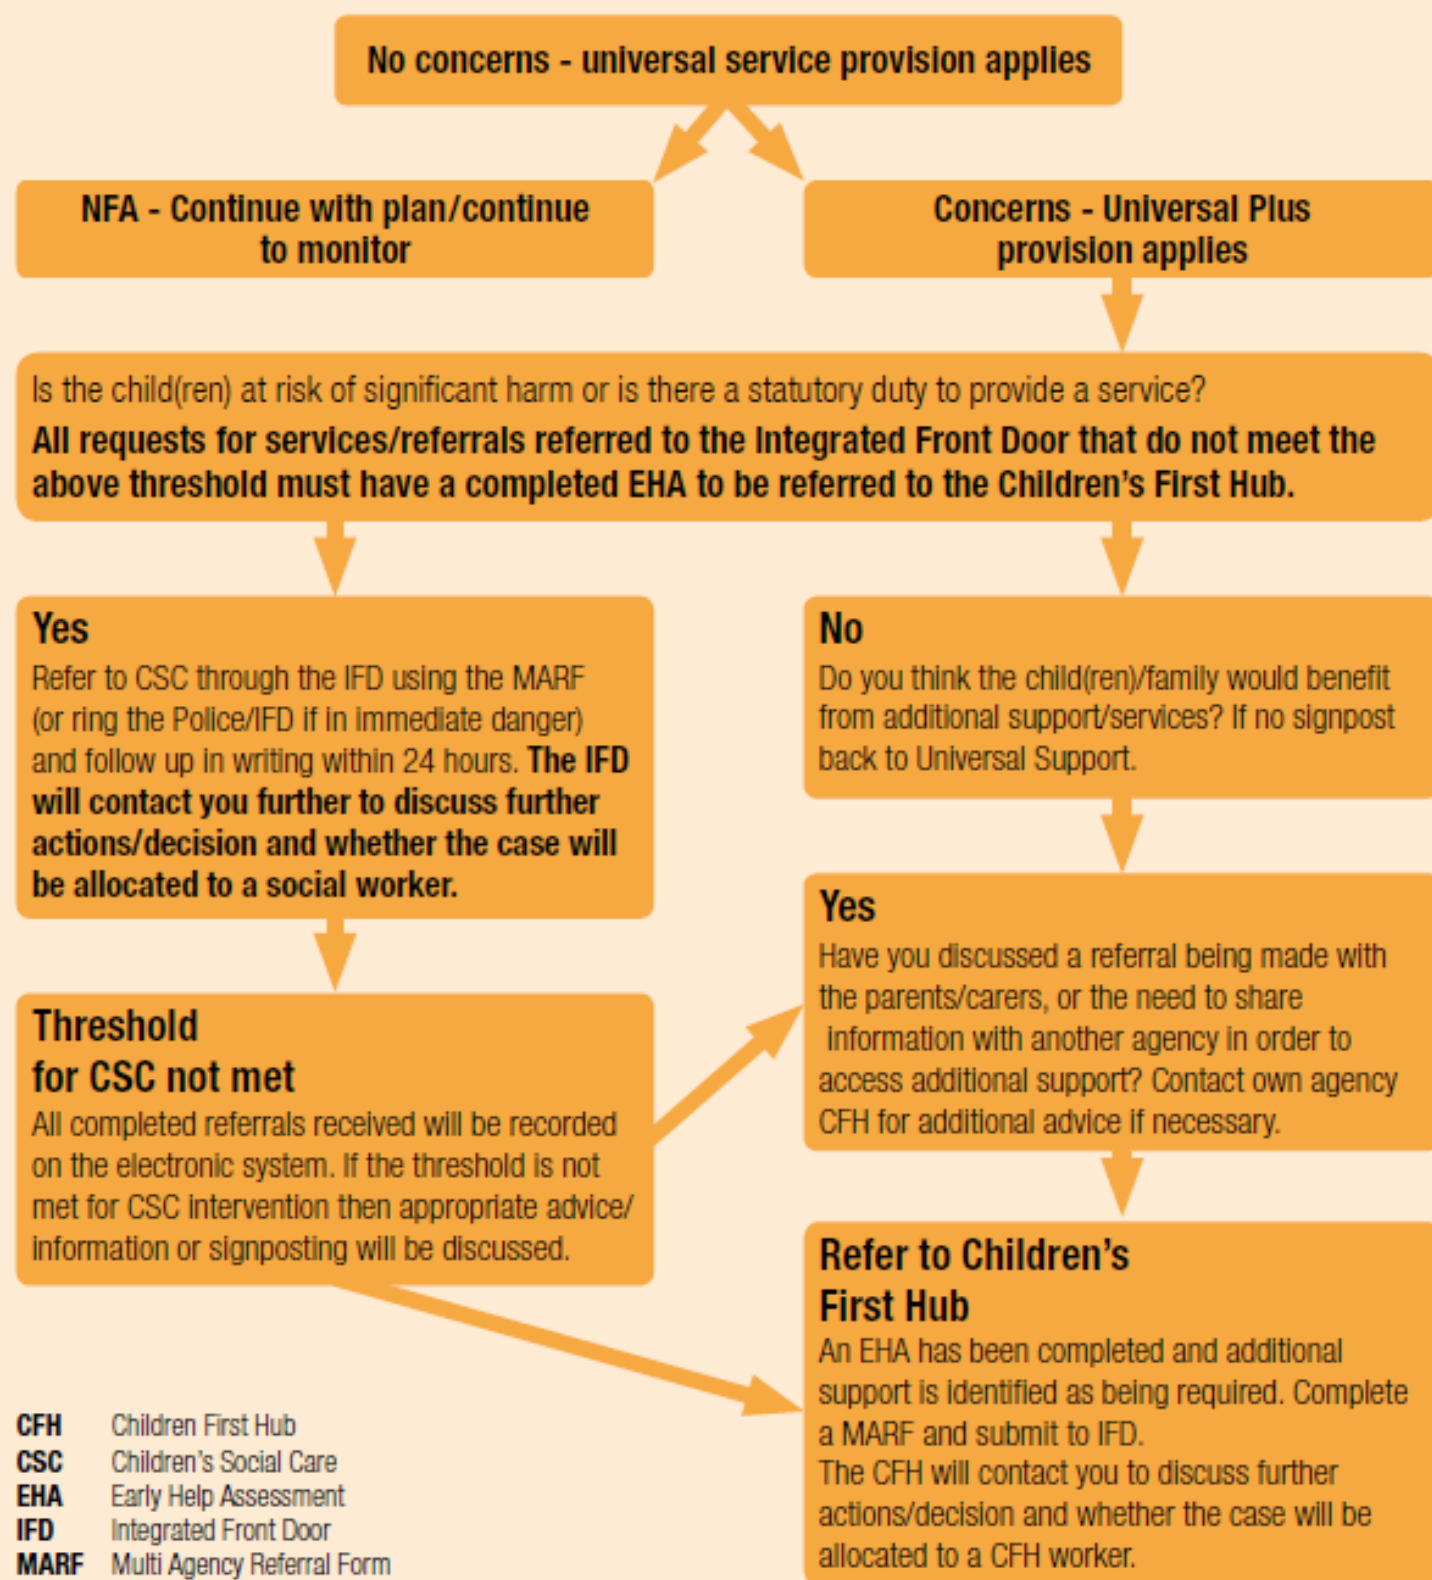 No concerns - universal service provision applies
NFA - Continue with plan/continue
to monitor
Concerns - Universal Plus
provision applies
Is the child(ren) at risk of significant harm or is there a statutory duty to provide a service?
All requests for services/referrals referred to the Integrated Front Door that do not meet the
above threshold must have a completed EHA to be referred to the Children’s First Hub.
Yes
Refer to CSC through the IFD using the MARF
(or ring the Police/IFD if in immediate danger)
and follow up in writing within 24 hours. The IFD
will contact you further to discuss further
actions/decision and whether the case will
be allocated to a social worker.
No
Do you think the child(ren)/family would benefit
from additional support/services? If no signpost
back to Universal Support.
Threshold
for CSC not met
All completed referrals received will be recorded
on the electronic system. If the threshold is not
met for CSC intervention then appropriate advice/
information or signposting will be discussed.
Yes
Have you discussed a referral being made with
the parents/carers, or the need to share
information with another agency in order to
access additional support? Contact own agency
CFH for additional advice if necessary.
Refer to Children’s
First Hub
An EHA has been completed and additional
support is identified as being required. Complete
a MARF and submit to IFD.
The CFH will contact you to discuss further
actions/decision and whether the case will be
allocated to a CFH worker.
CFH Children First Hub
CSC Children’s Social Care
EHA Early Help Assessment
IFD Integrated Front Door
MARF Multi Agency Referral Form